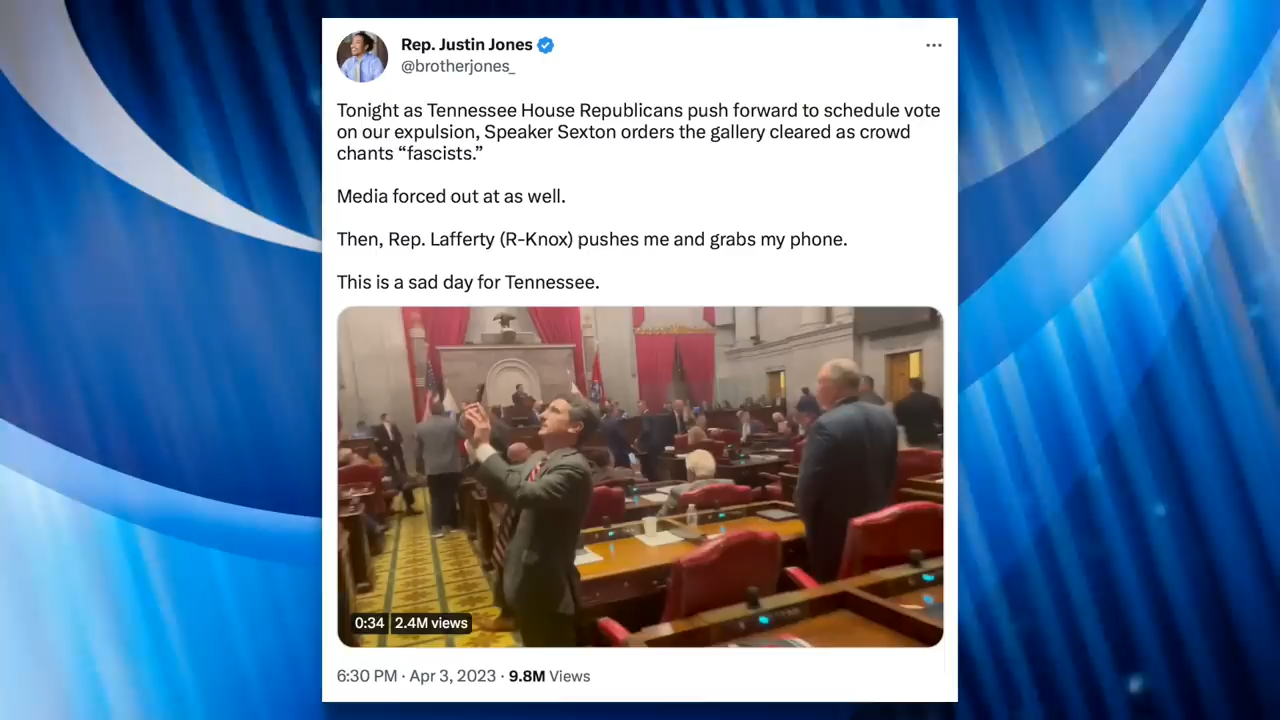 Rep. Justin Jones
@brotherjones_
Tonight as Tennessee House Republicans push forward to schedule vote
on our expulsion, Speaker Sexton orders the gallery cleared as crowd
chants “fascists.”
Media forced out at as well.
Then, Rep. Lafferty (R-Knox) pushes me and grabs my phone.
This is a sad day for Tennessee.
0:34 2.4M views
6:30 PM · Apr 3, 2023 · 9.8M Views